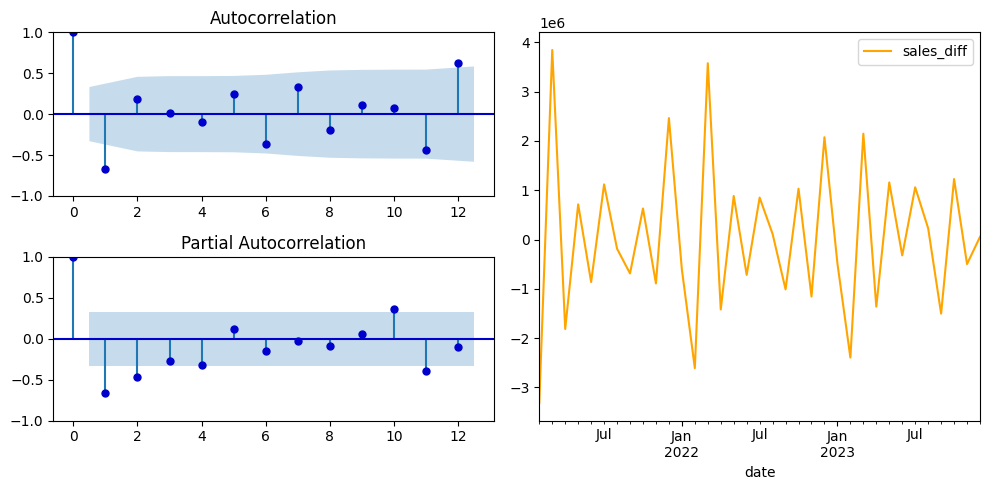 Autocorrelation
1.0
0.5
0.0
−0.5
−1.0
0 2 4 6 8 10 12
Partial Autocorrelation
1.0
0.5
0.0
−0.5
−1.0
0 2 4 6 8 10 12
1e6
sales_diff
4
3
2
1
0
−1
−2
−3
Jul Jan Jul Jan Jul
2022 2023
date